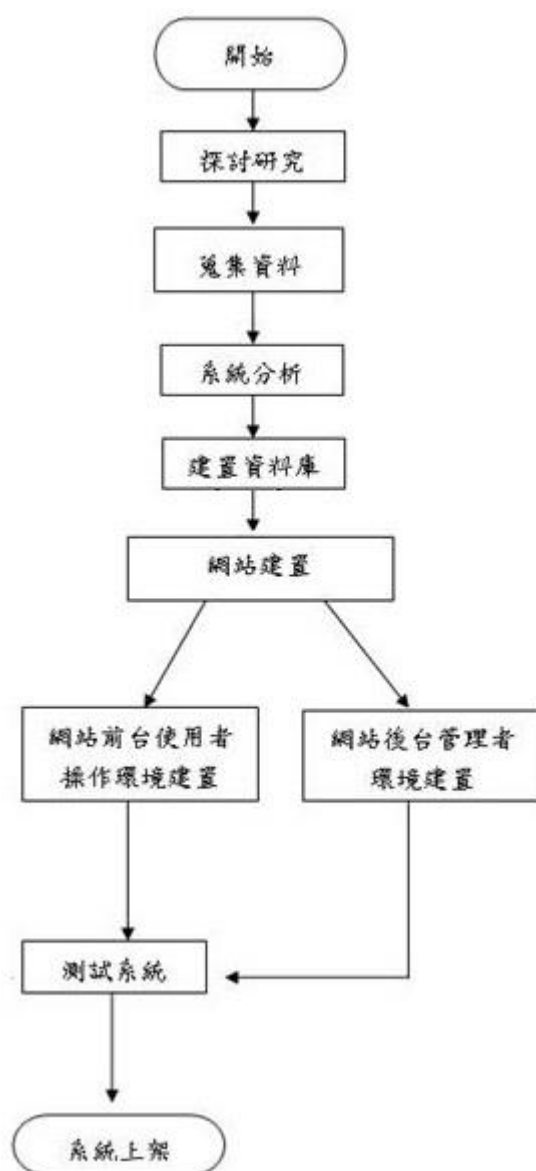 開始
探討研究
蒐集資料
系統分析
建置資料庫
網站建置
網站前台使用者
操作環境建置
網站後台管理者
環境建置
測試系統
系統上架